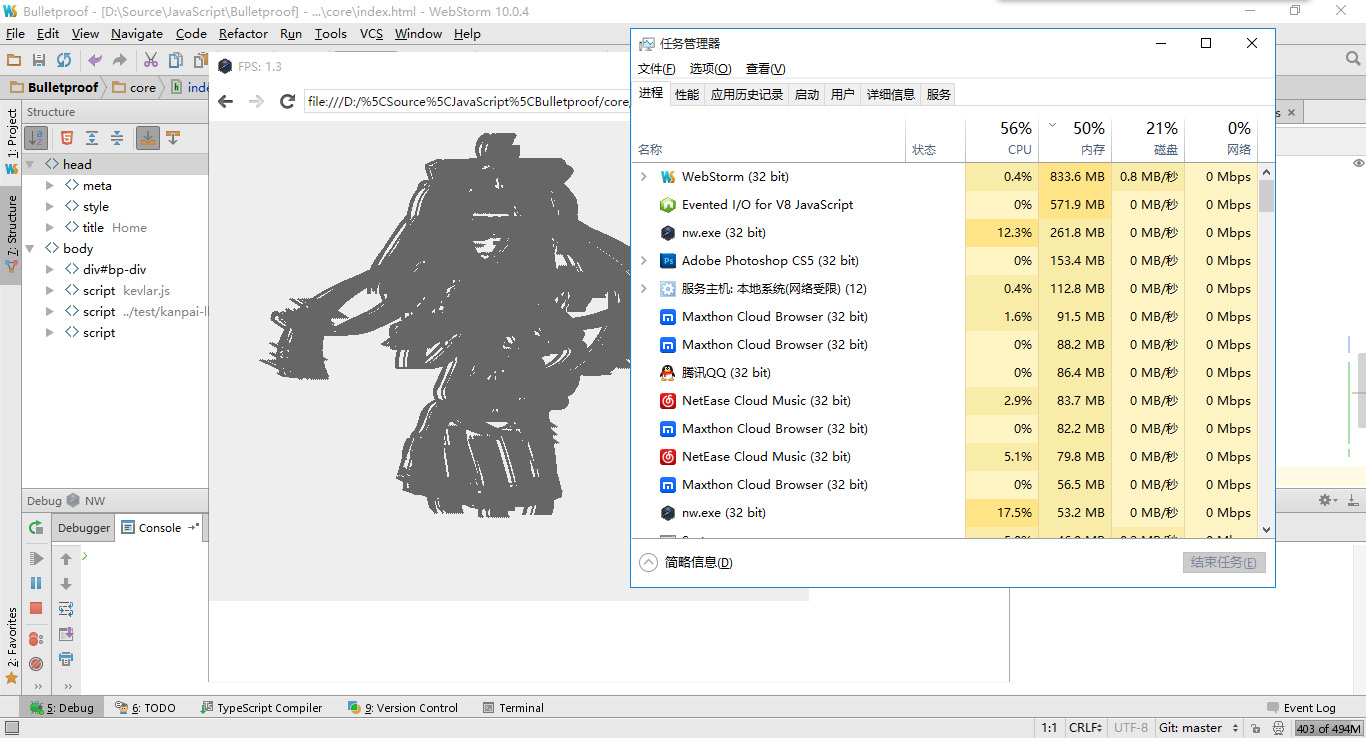 Bulletproof - [D:\Source\JavaScript\Bulletproof] - ...\core\index.html - WebStorm 10.0.4
File Edit View Navigate Code Refactor Run Tools VCS Window Help
Bulletproof core
FPS: 1.3
file:///D:/%5CSource%5CJavaScript%5CBulletproof/core
1: Project
7: Structure
2: Favorites
Structure
head
meta
style
title Home
body
div#bp-div
script kevlar.js
script
script
Debug NW
Debugger Console
任务管理器
文件(F) 选项(O) 查看(V)
进程 性能 应用历史记录 启动 用户 详细信息 服务
56% 50% 21% 0%
名称 状态 CPU 内存 磁盘 网络
WebStorm (32 bit) 0.4% 833.6 MB 0.8 MB/秒 0 Mbps
Evented I/O for V8 JavaScript 0% 571.9 MB 0 MB/秒 0 Mbps
nw.exe (32 bit) 12.3% 261.8 MB 0 MB/秒 0 Mbps
Adobe Photoshop CS5 (32 bit) 0% 153.4 MB 0 MB/秒 0 Mbps
服务主机: 本地系统(网络受限) (12) 0.4% 112.8 MB 0 MB/秒 0 Mbps
Maxthon Cloud Browser (32 bit) 1.6% 91.5 MB 0 MB/秒 0 Mbps
Maxthon Cloud Browser (32 bit) 0% 88.2 MB 0 MB/秒 0 Mbps
腾讯QQ (32 bit) 0% 86.4 MB 0 MB/秒 0 Mbps
NetEase Cloud Music (32 bit) 2.9% 83.7 MB 0 MB/秒 0 Mbps
Maxthon Cloud Browser (32 bit) 0% 82.2 MB 0 MB/秒 0 Mbps
NetEase Cloud Music (32 bit) 5.1% 79.8 MB 0 MB/秒 0 Mbps
Maxthon Cloud Browser (32 bit) 0% 56.5 MB 0 MB/秒 0 Mbps
nw.exe (32 bit) 17.5% 53.2 MB 0 MB/秒 0 Mbps
简略信息(D) 结束任务(E)
5: Debug 6: TODO TypeScript Compiler 9: Version Control Terminal Event Log
1:1 CRLF UTF-8 Git: master 403 of 494M